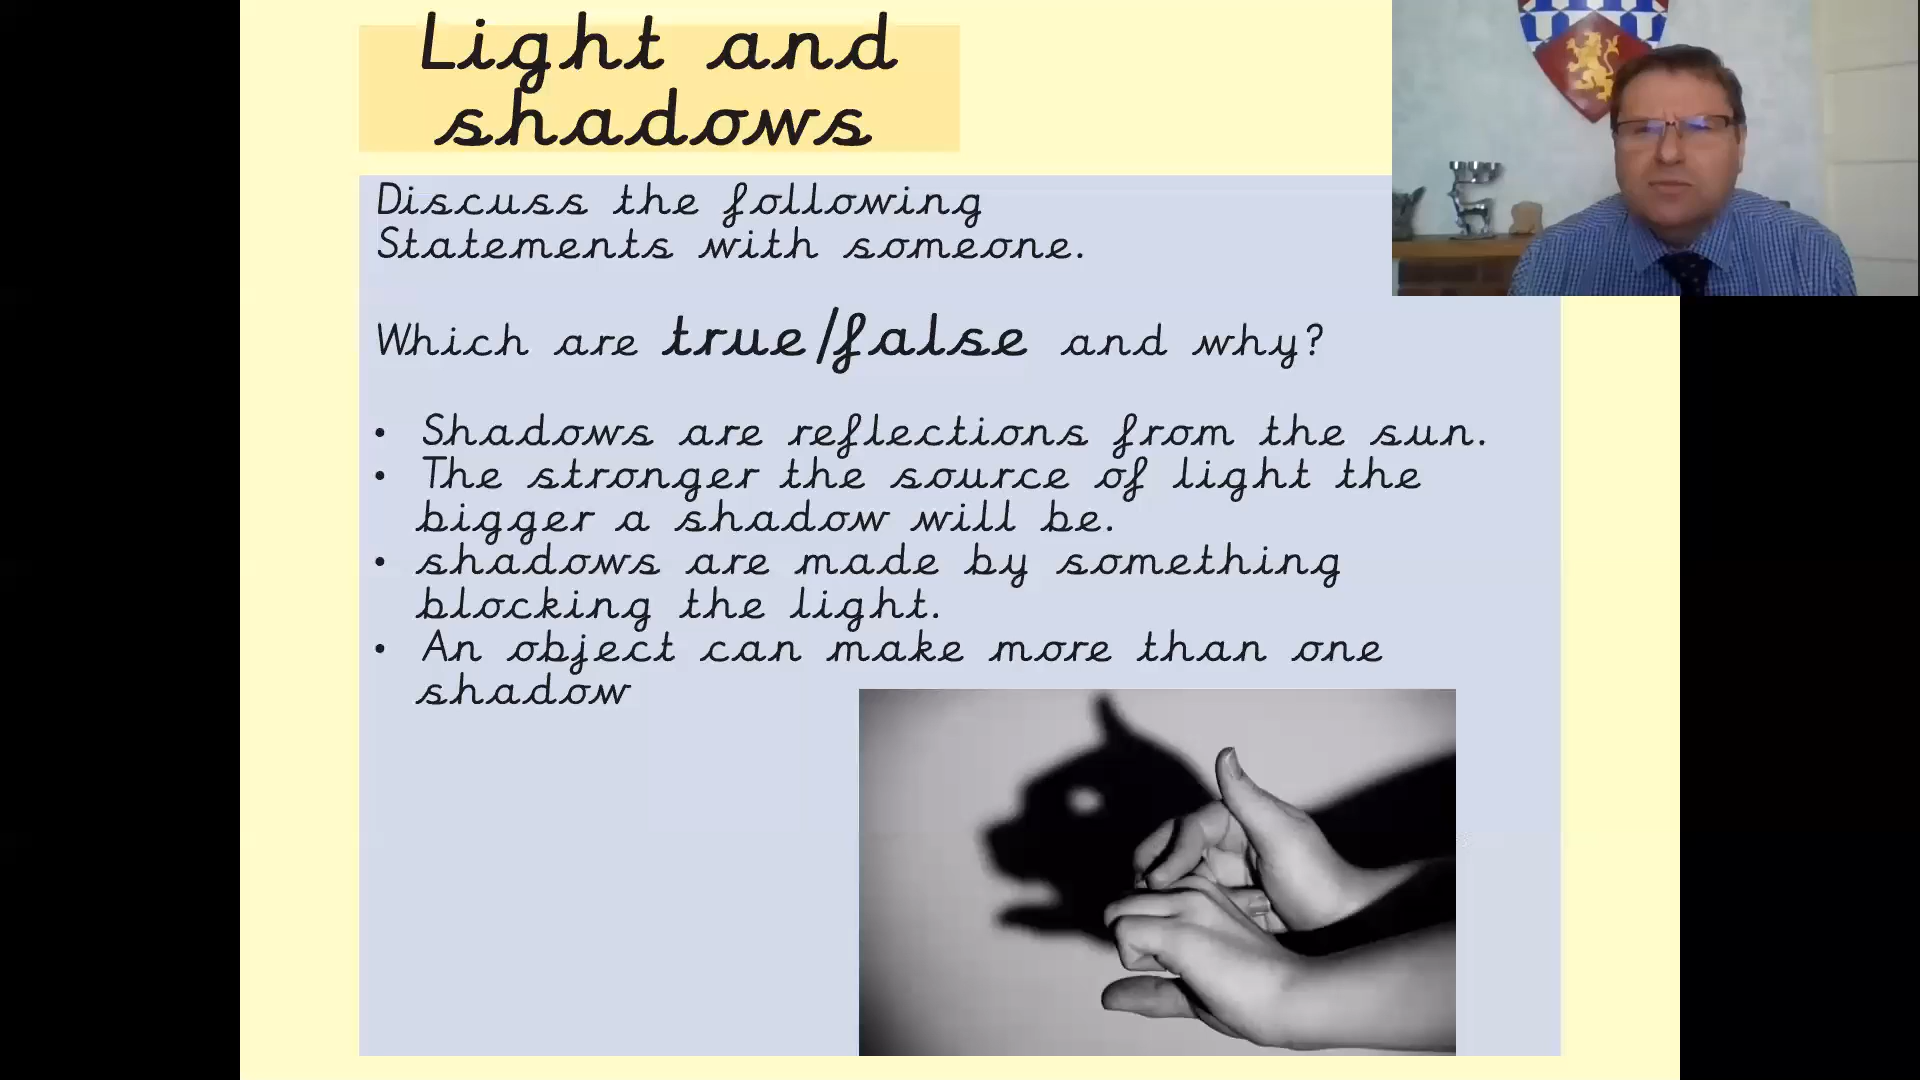 Light and
shadows
Discuss the following
Statements with someone.
Which are true/false and why?
• Shadows are reflections from the sun.
• The stronger the source of light the
bigger a shadow will be.
• shadows are made by something
blocking the light.
• An object can make more than one
shadow